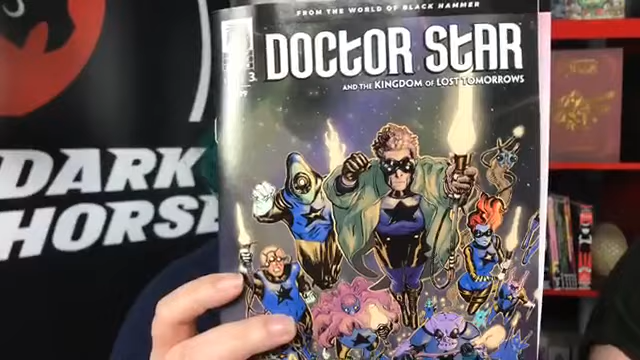 FROM THE WORLD OF BLACK HAMMER
DOCTOR STAR
AND THE KINGDOM OF LOST TOMORROWS
3
DARK
HORSE